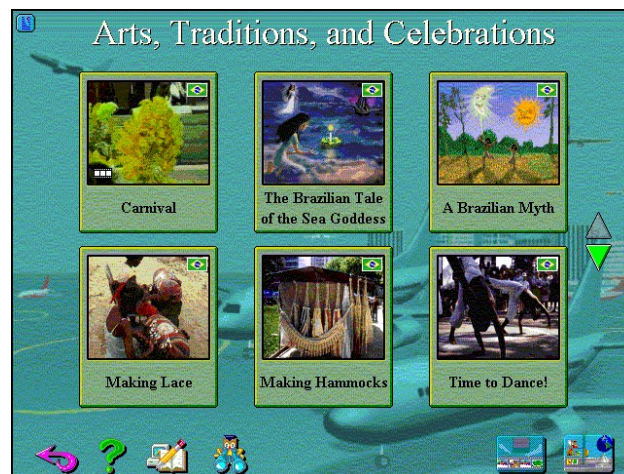 Arts, Traditions, and Celebrations
Carnival
The Brazilian Tale
of the Sea Goddess
A Brazilian Myth
Making Lace
Making Hammocks
Time to Dance!